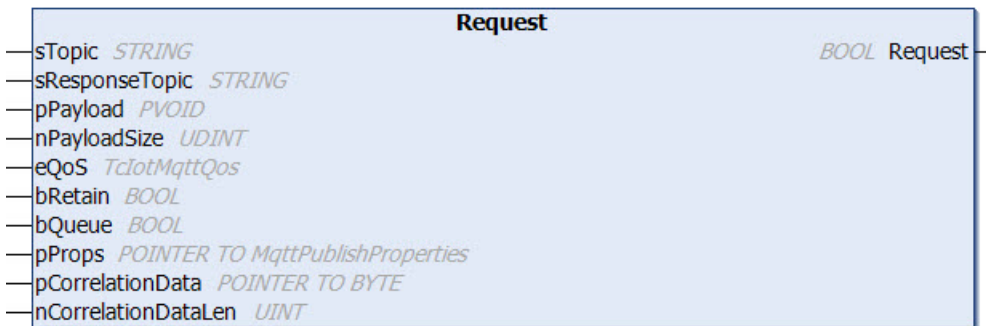 Request
sTopic STRING BOOL Request
sResponseTopic STRING
pPayload PVOID
nPayloadSize UDINT
eQoS TcIotMqttQos
bRetain BOOL
bQueue BOOL
pProps POINTER TO MqttPublishProperties
pCorrelationData POINTER TO BYTE
nCorrelationDataLen UINT